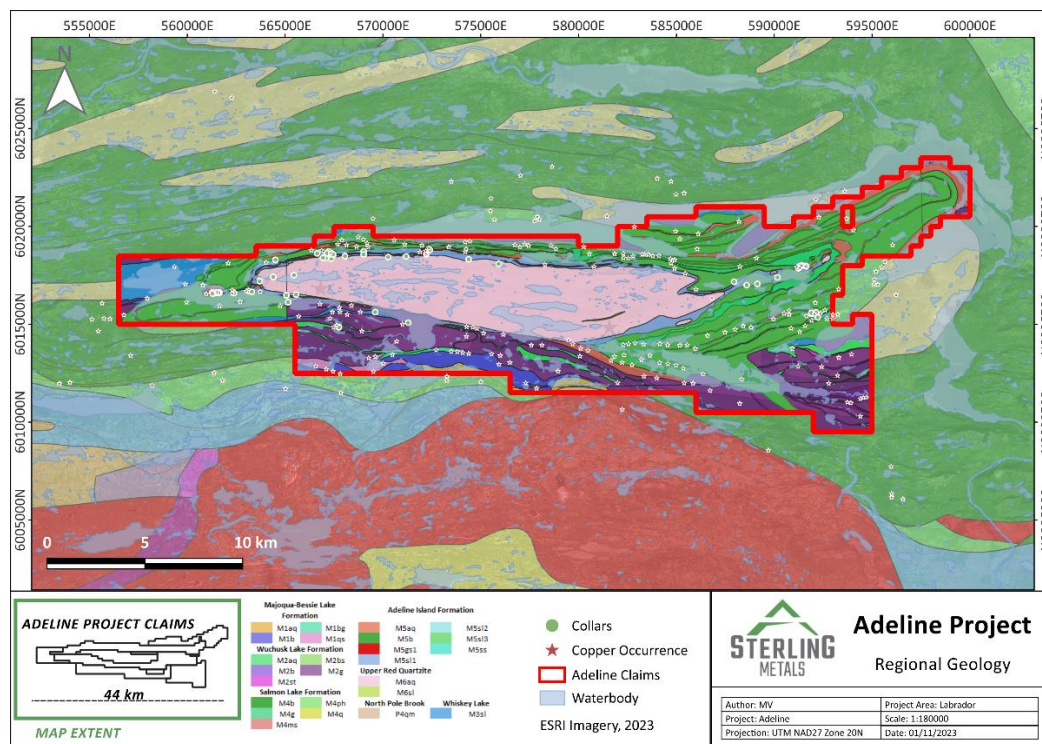 555000E 560000E 565000E 570000E 575000E 580000E 585000E 590000E 595000E 600000E
N
6025000N
6020000N
6015000N
6010000N
6005000N
0 5 10 km
ADELINE PROJECT CLAIMS
44 km
MAP EXTENT
Majoqua-Bessie Lake
Formation
M1aq M1bg
M1b M1qs
Wuchusk Lake Formation
M2aq M2bs
M2b M2g
M2st
Salmon Lake Formation
M4b M4ph
M4g M4q
M4ms
Adeline Island Formation
M5aq M5sl2
M5b M5sl3
M5gs1 M5ss
M5sl1
Upper Red Quartzite
M6aq
M6sl
North Pole Brook Whiskey Lake
P4qm M3sl
Collars
Copper Occurrence
Adeline Claims
Waterbody
ESRI Imagery, 2023
STERLING
METALS
Adeline Project
Regional Geology
Author: MV Project Area: Labrador
Project: Adeline Scale: 1:180000
Projection: UTM NAD27 Zone 20N Date: 01/11/2023